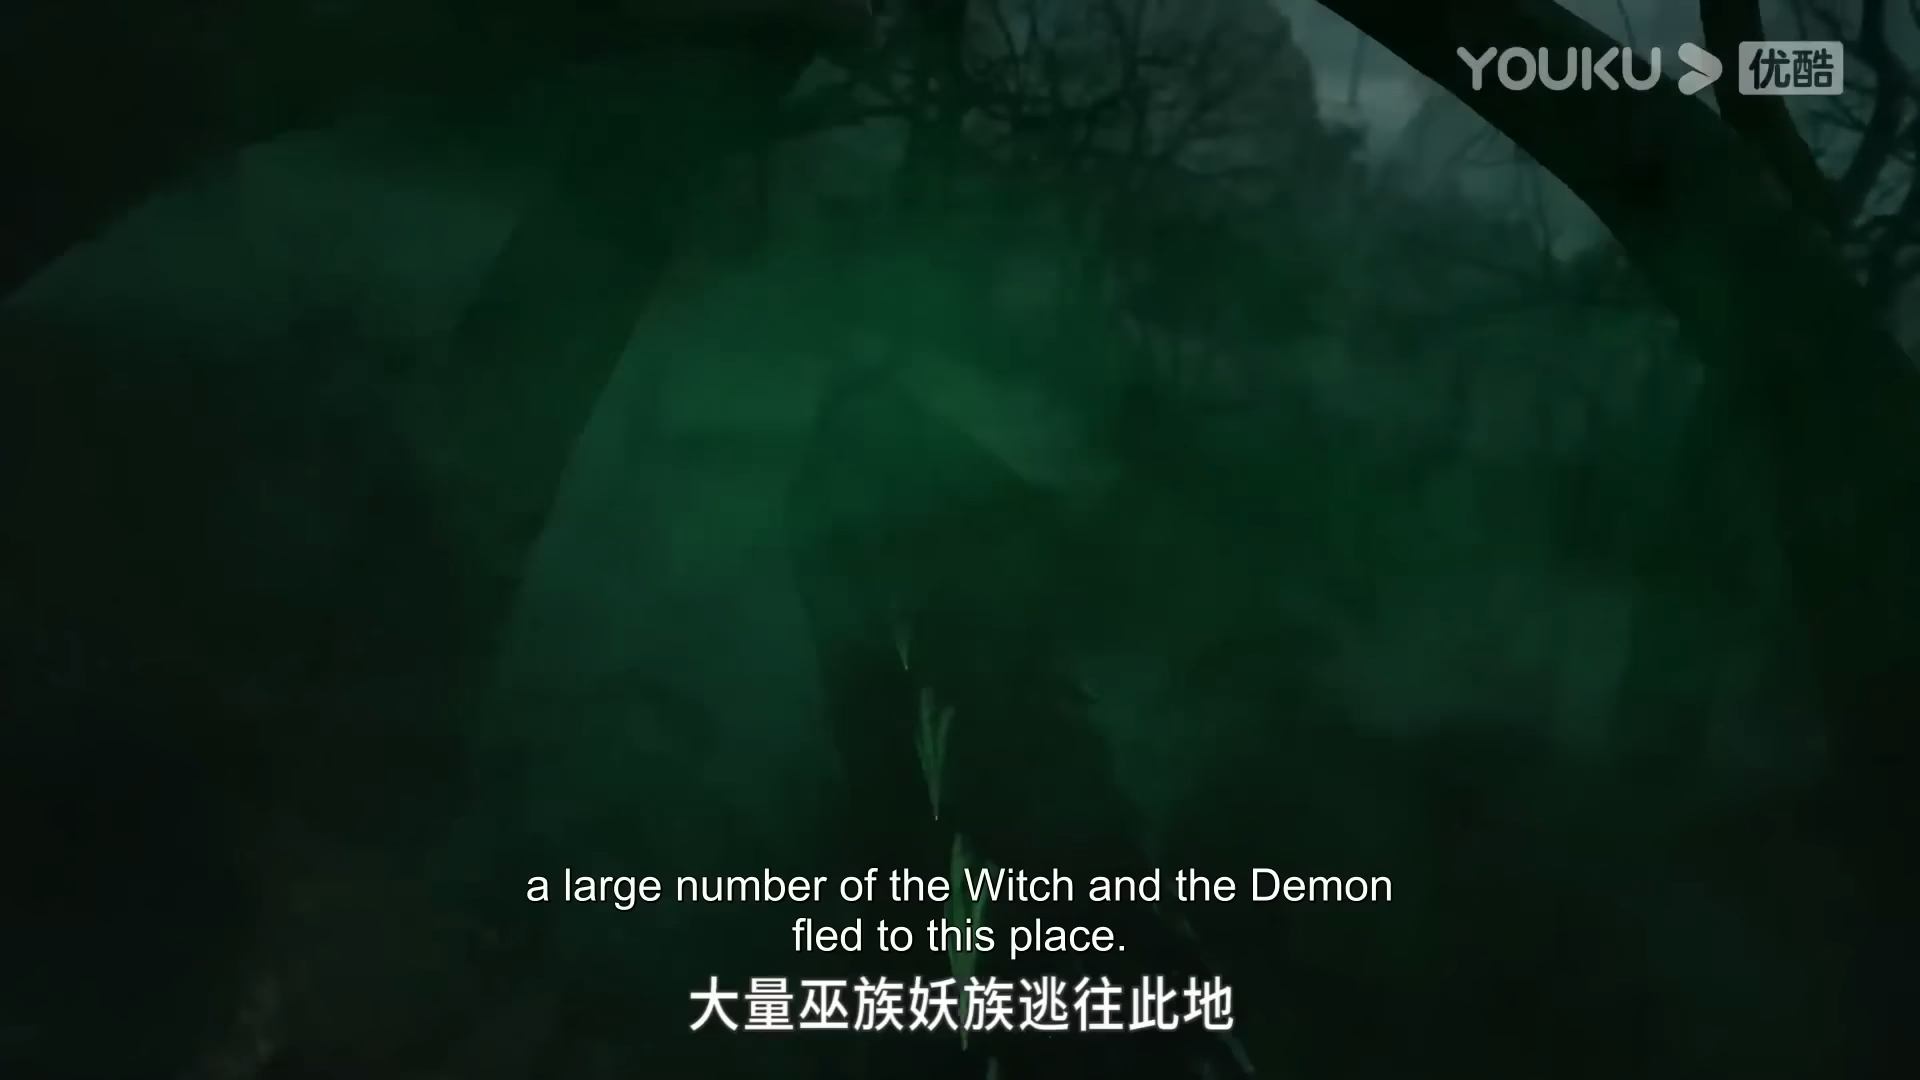 YOUKU 优酷
a large number of the Witch and the Demon
fled to this place.
大量巫族妖族逃往此地